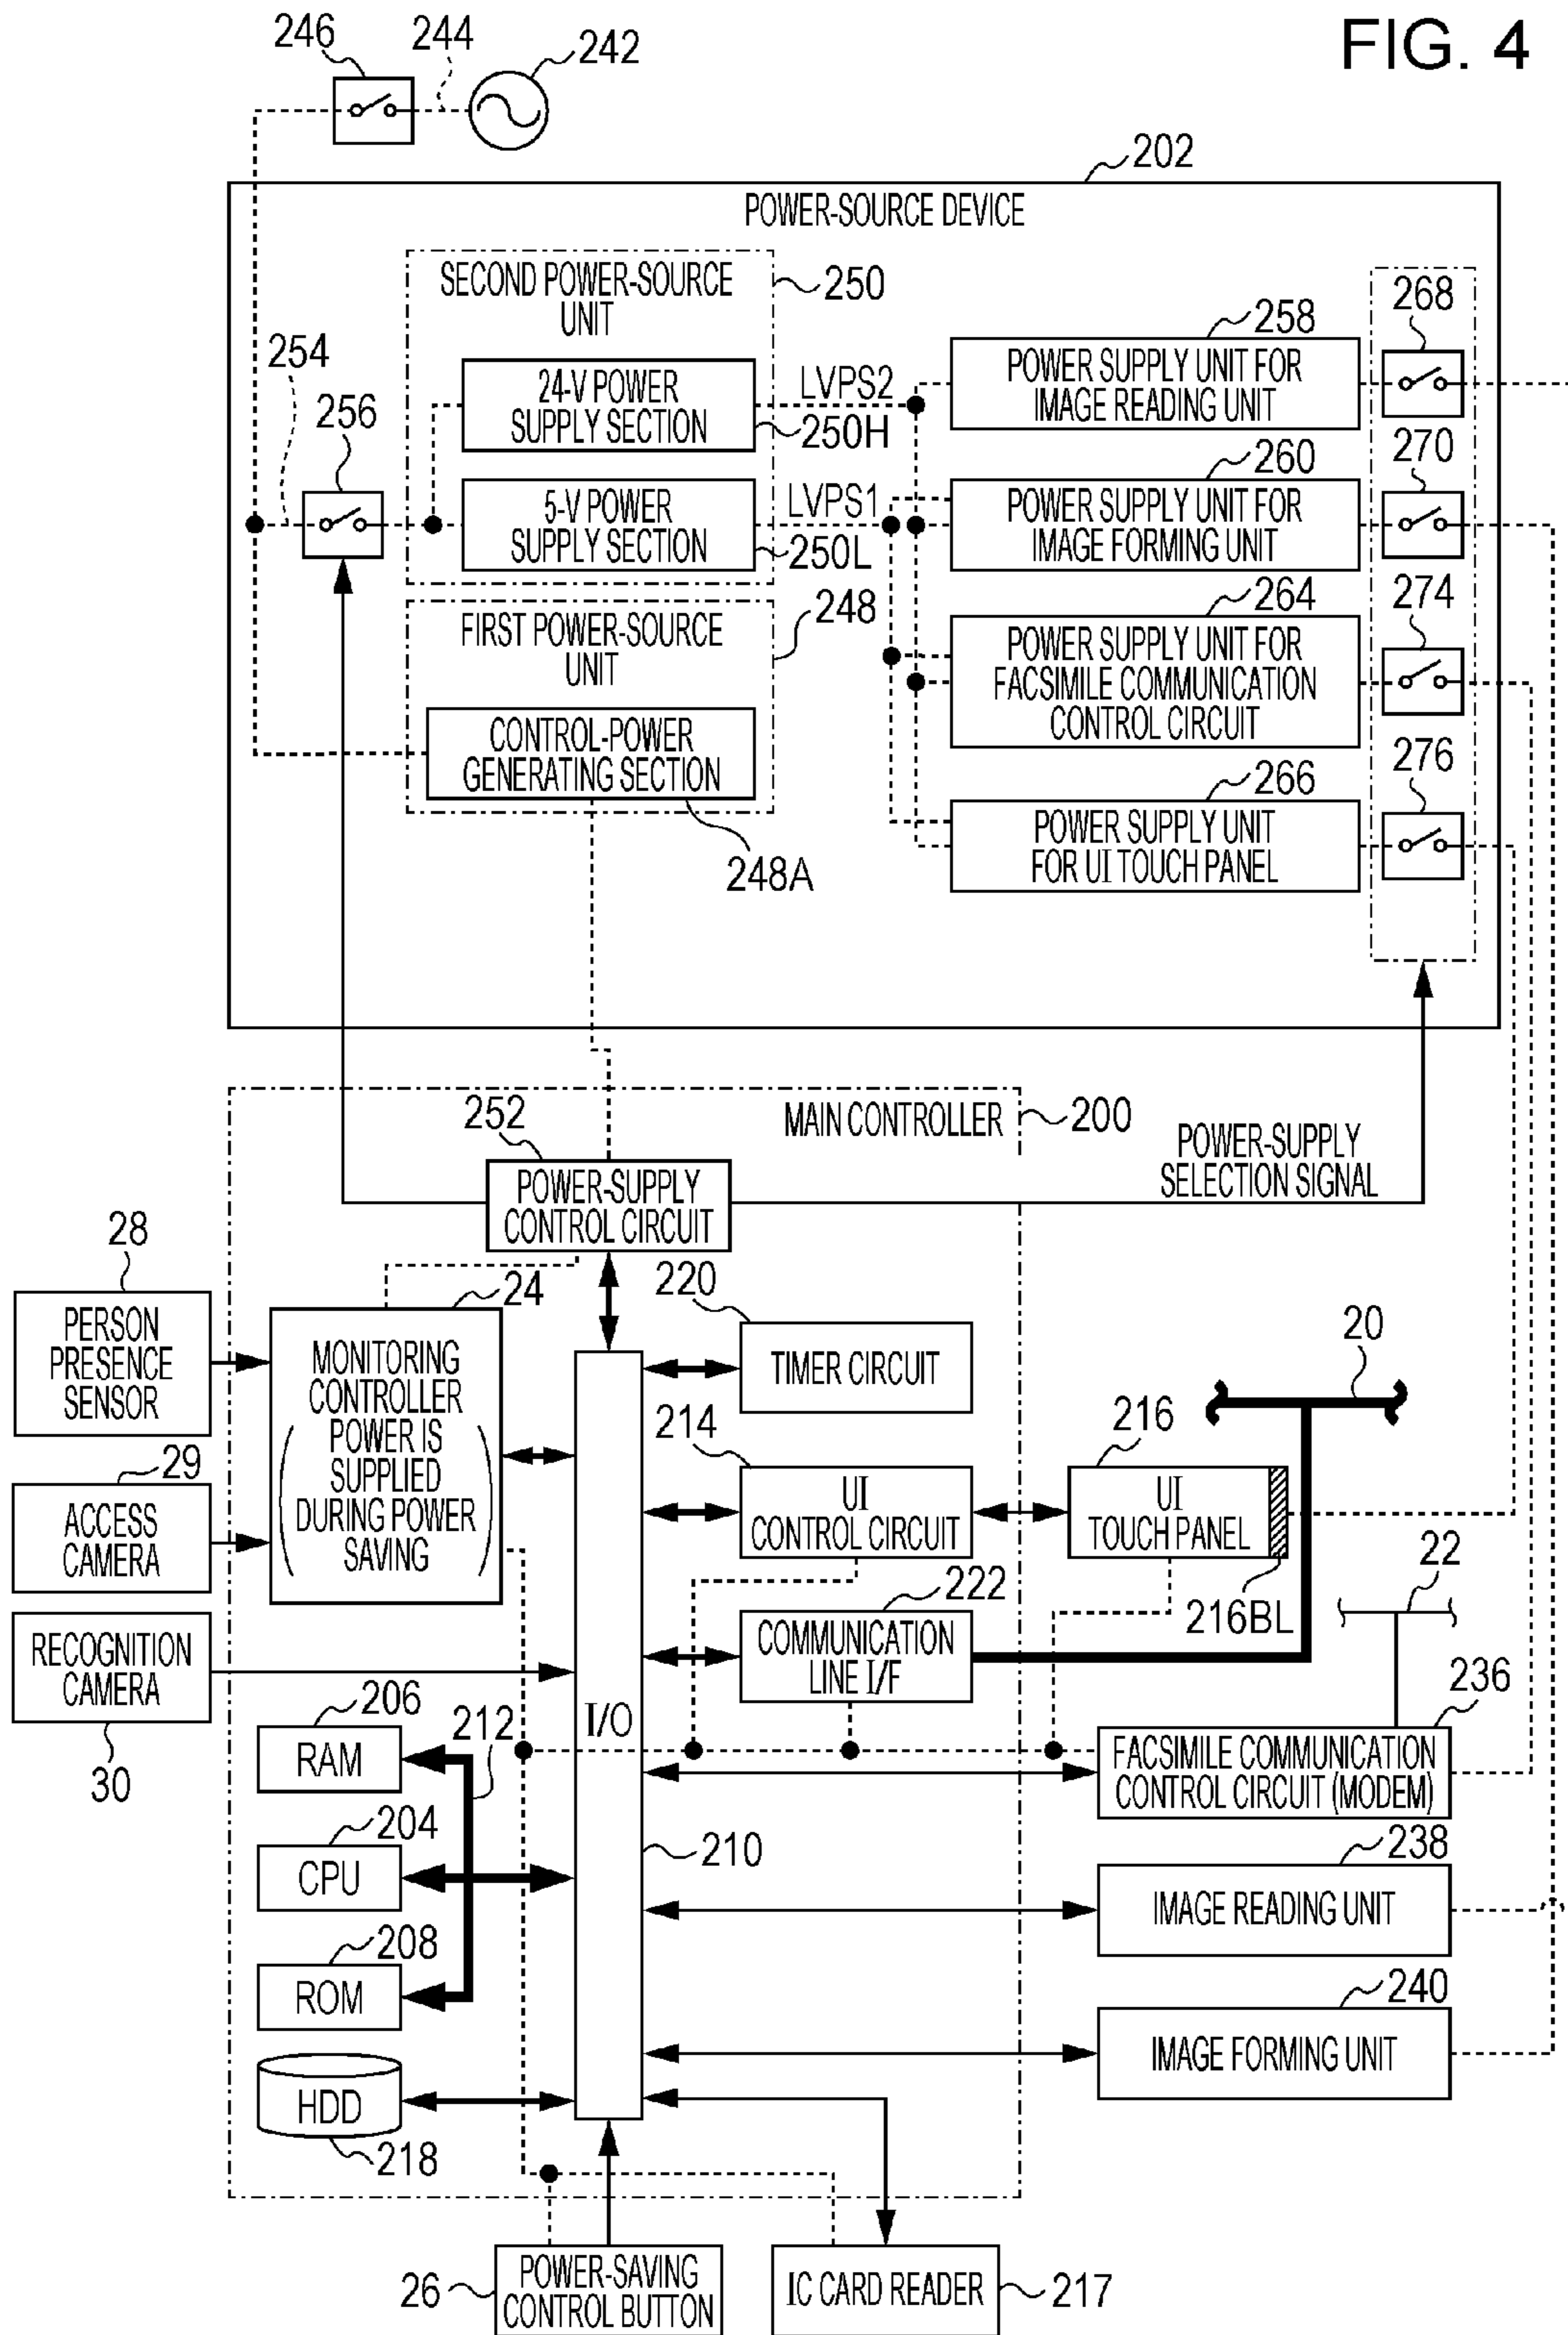 FIG. 4
246
244
242
202
POWER-SOURCE DEVICE
SECOND POWER-SOURCE
UNIT
250
254
256
24-V POWER
SUPPLY SECTION
250H
LVPS2
5-V POWER
SUPPLY SECTION
250L
LVPS1
258
POWER SUPPLY UNIT FOR
IMAGE READING UNIT
268
260
POWER SUPPLY UNIT FOR
IMAGE FORMING UNIT
270
FIRST POWER-SOURCE
UNIT
248
CONTROL-POWER
GENERATING SECTION
248A
264
POWER SUPPLY UNIT FOR
FACSIMILE COMMUNICATION
CONTROL CIRCUIT
274
266
POWER SUPPLY UNIT
FOR UI TOUCH PANEL
276
MAIN CONTROLLER
200
252
POWER-SUPPLY
CONTROL CIRCUIT
POWER-SUPPLY
SELECTION SIGNAL
28
PERSON
PRESENCE
SENSOR
24
MONITORING
CONTROLLER
POWER IS
SUPPLIED
DURING POWER
SAVING
220
TIMER CIRCUIT
20
29
ACCESS
CAMERA
214
UI
CONTROL CIRCUIT
216
UI
TOUCH PANEL
216BL
22
RECOGNITION
CAMERA
30
222
COMMUNICATION
LINE I/F
I/O
236
FACSIMILE COMMUNICATION
CONTROL CIRCUIT (MODEM)
206
RAM
212
204
CPU
210
238
IMAGE READING UNIT
208
ROM
240
IMAGE FORMING UNIT
HDD
218
26
POWER-SAVING
CONTROL BUTTON
IC CARD READER
217